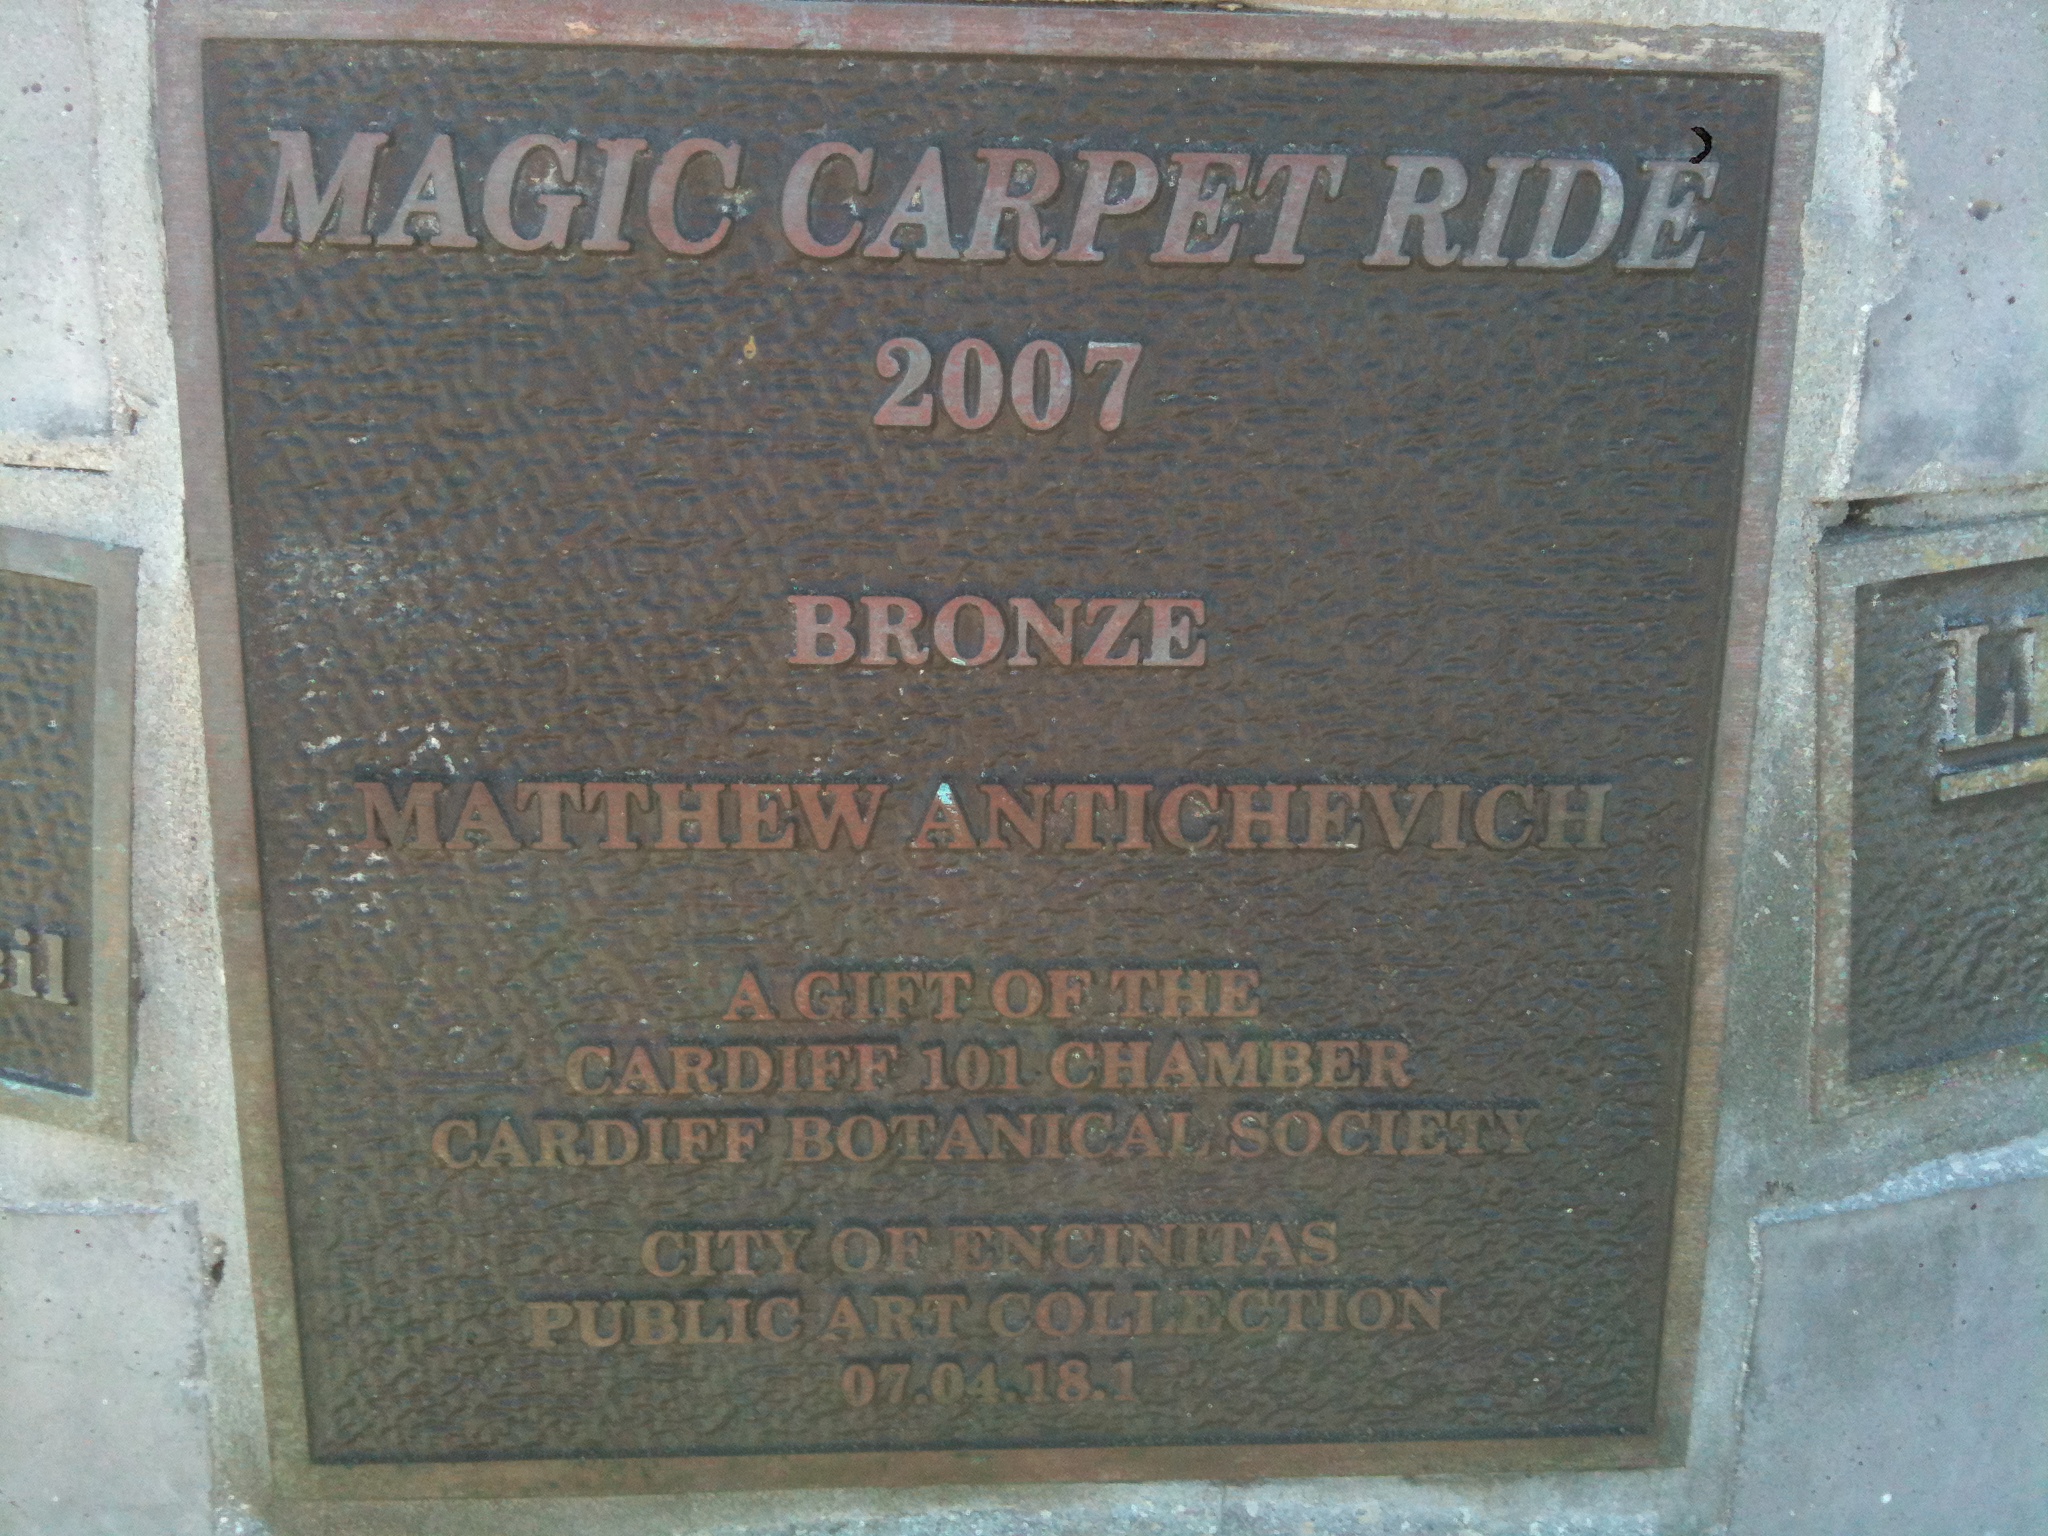 MAGIC CARPET RIDE
2007
BRONZE
MATTHEW ANTICHEVICH
A GIFT OF THE
CARDIFF 101 CHAMBER
CARDIFF BOTANICAL SOCIETY
CITY OF ENCINITAS
PUBLIC ART COLLECTION
07.04.18.1